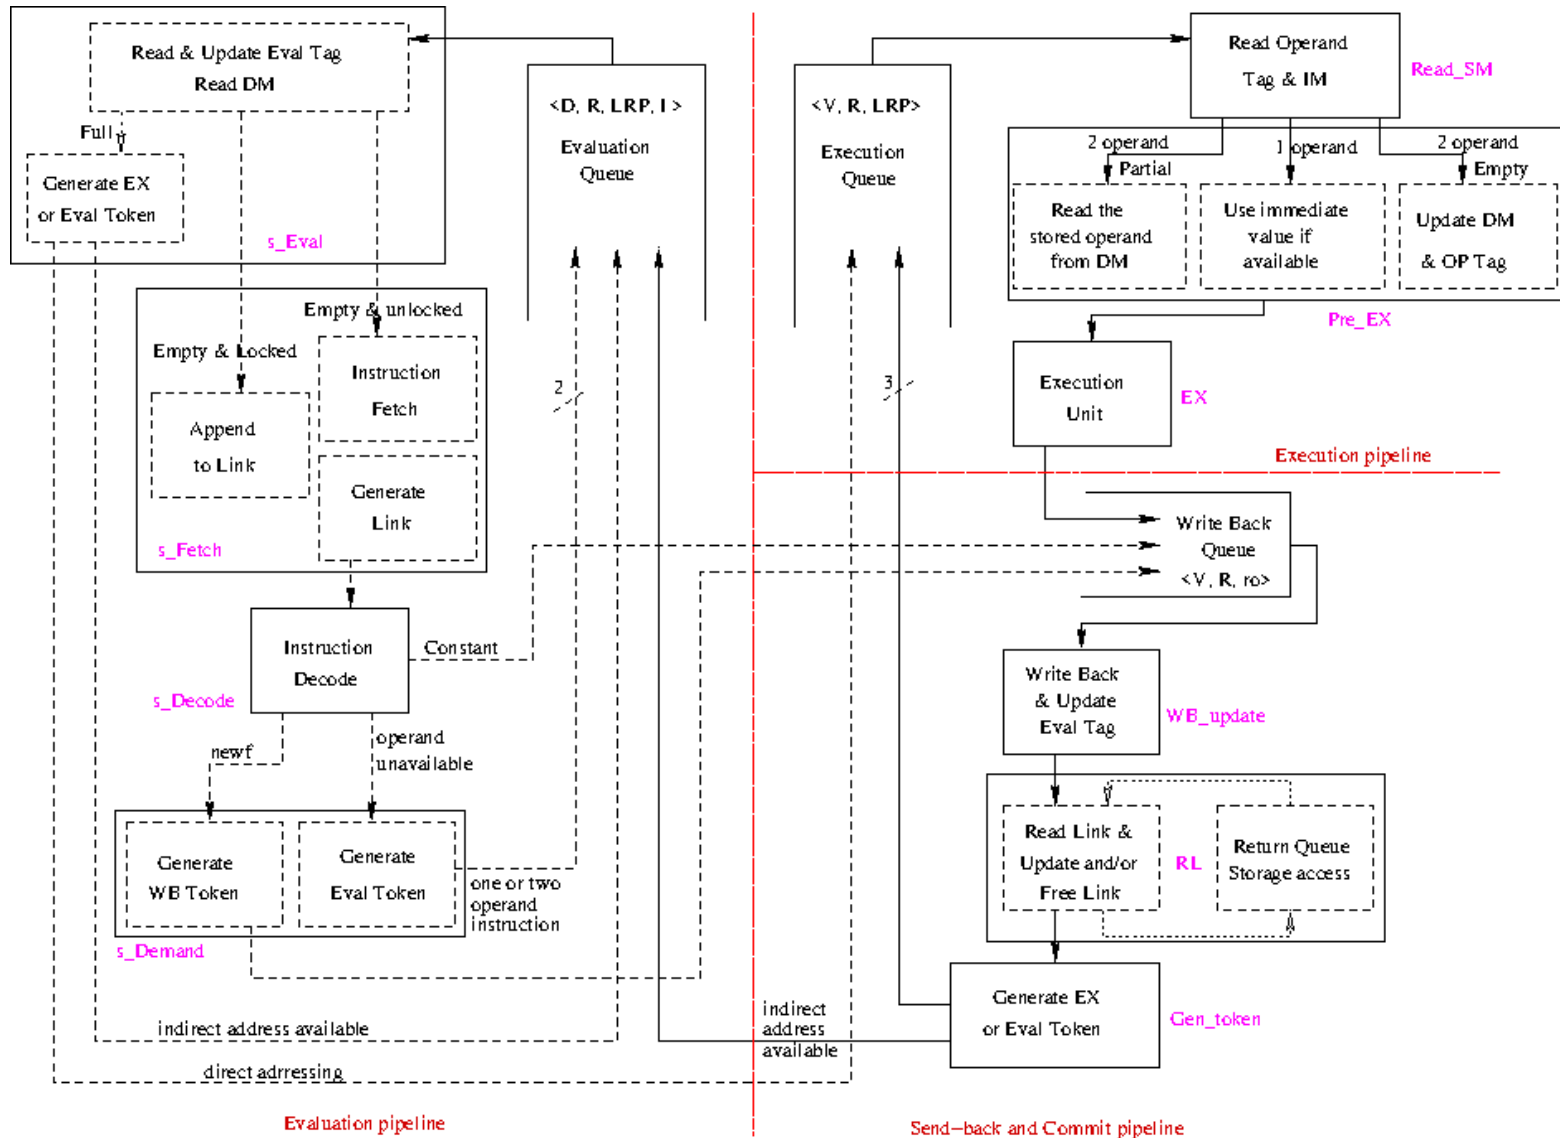 Read & Update Eval Tag
Read DM
Full
Generate EX
or Eval Token
s_Eval
<D, R, LRP, I >
Evaluation
Queue
Empty & unlocked
Empty & Locked
Instruction
Fetch
Append
to Link
Generate
Link
s_Fetch
2
Instruction
Decode
Constant
s_Decode
newf
operand
unavailable
Generate
WB Token
Generate
Eval Token
one or two
operand
instruction
s_Demand
indirect address available
direct adrressing
Evaluation pipeline
<V, R, LRP>
Execution
Queue
Read Operand
Tag & IM
Read_SM
2 operand
Partial
1 operand
2 operand
Empty
Read the
stored operand
from DM
Use immediate
value if
available
Update DM
& OP Tag
Pre_EX
3
Execution
Unit
EX
Execution pipeline
Write Back
Queue
<V, R, ro>
Write Back
& Update
Eval Tag
WB_update
Read Link &
Update and/or
Free Link
RL
Return Queue
Storage access
indirect
address
available
Generate EX
or Eval Token
Gen_token
Send-back and Commit pipeline